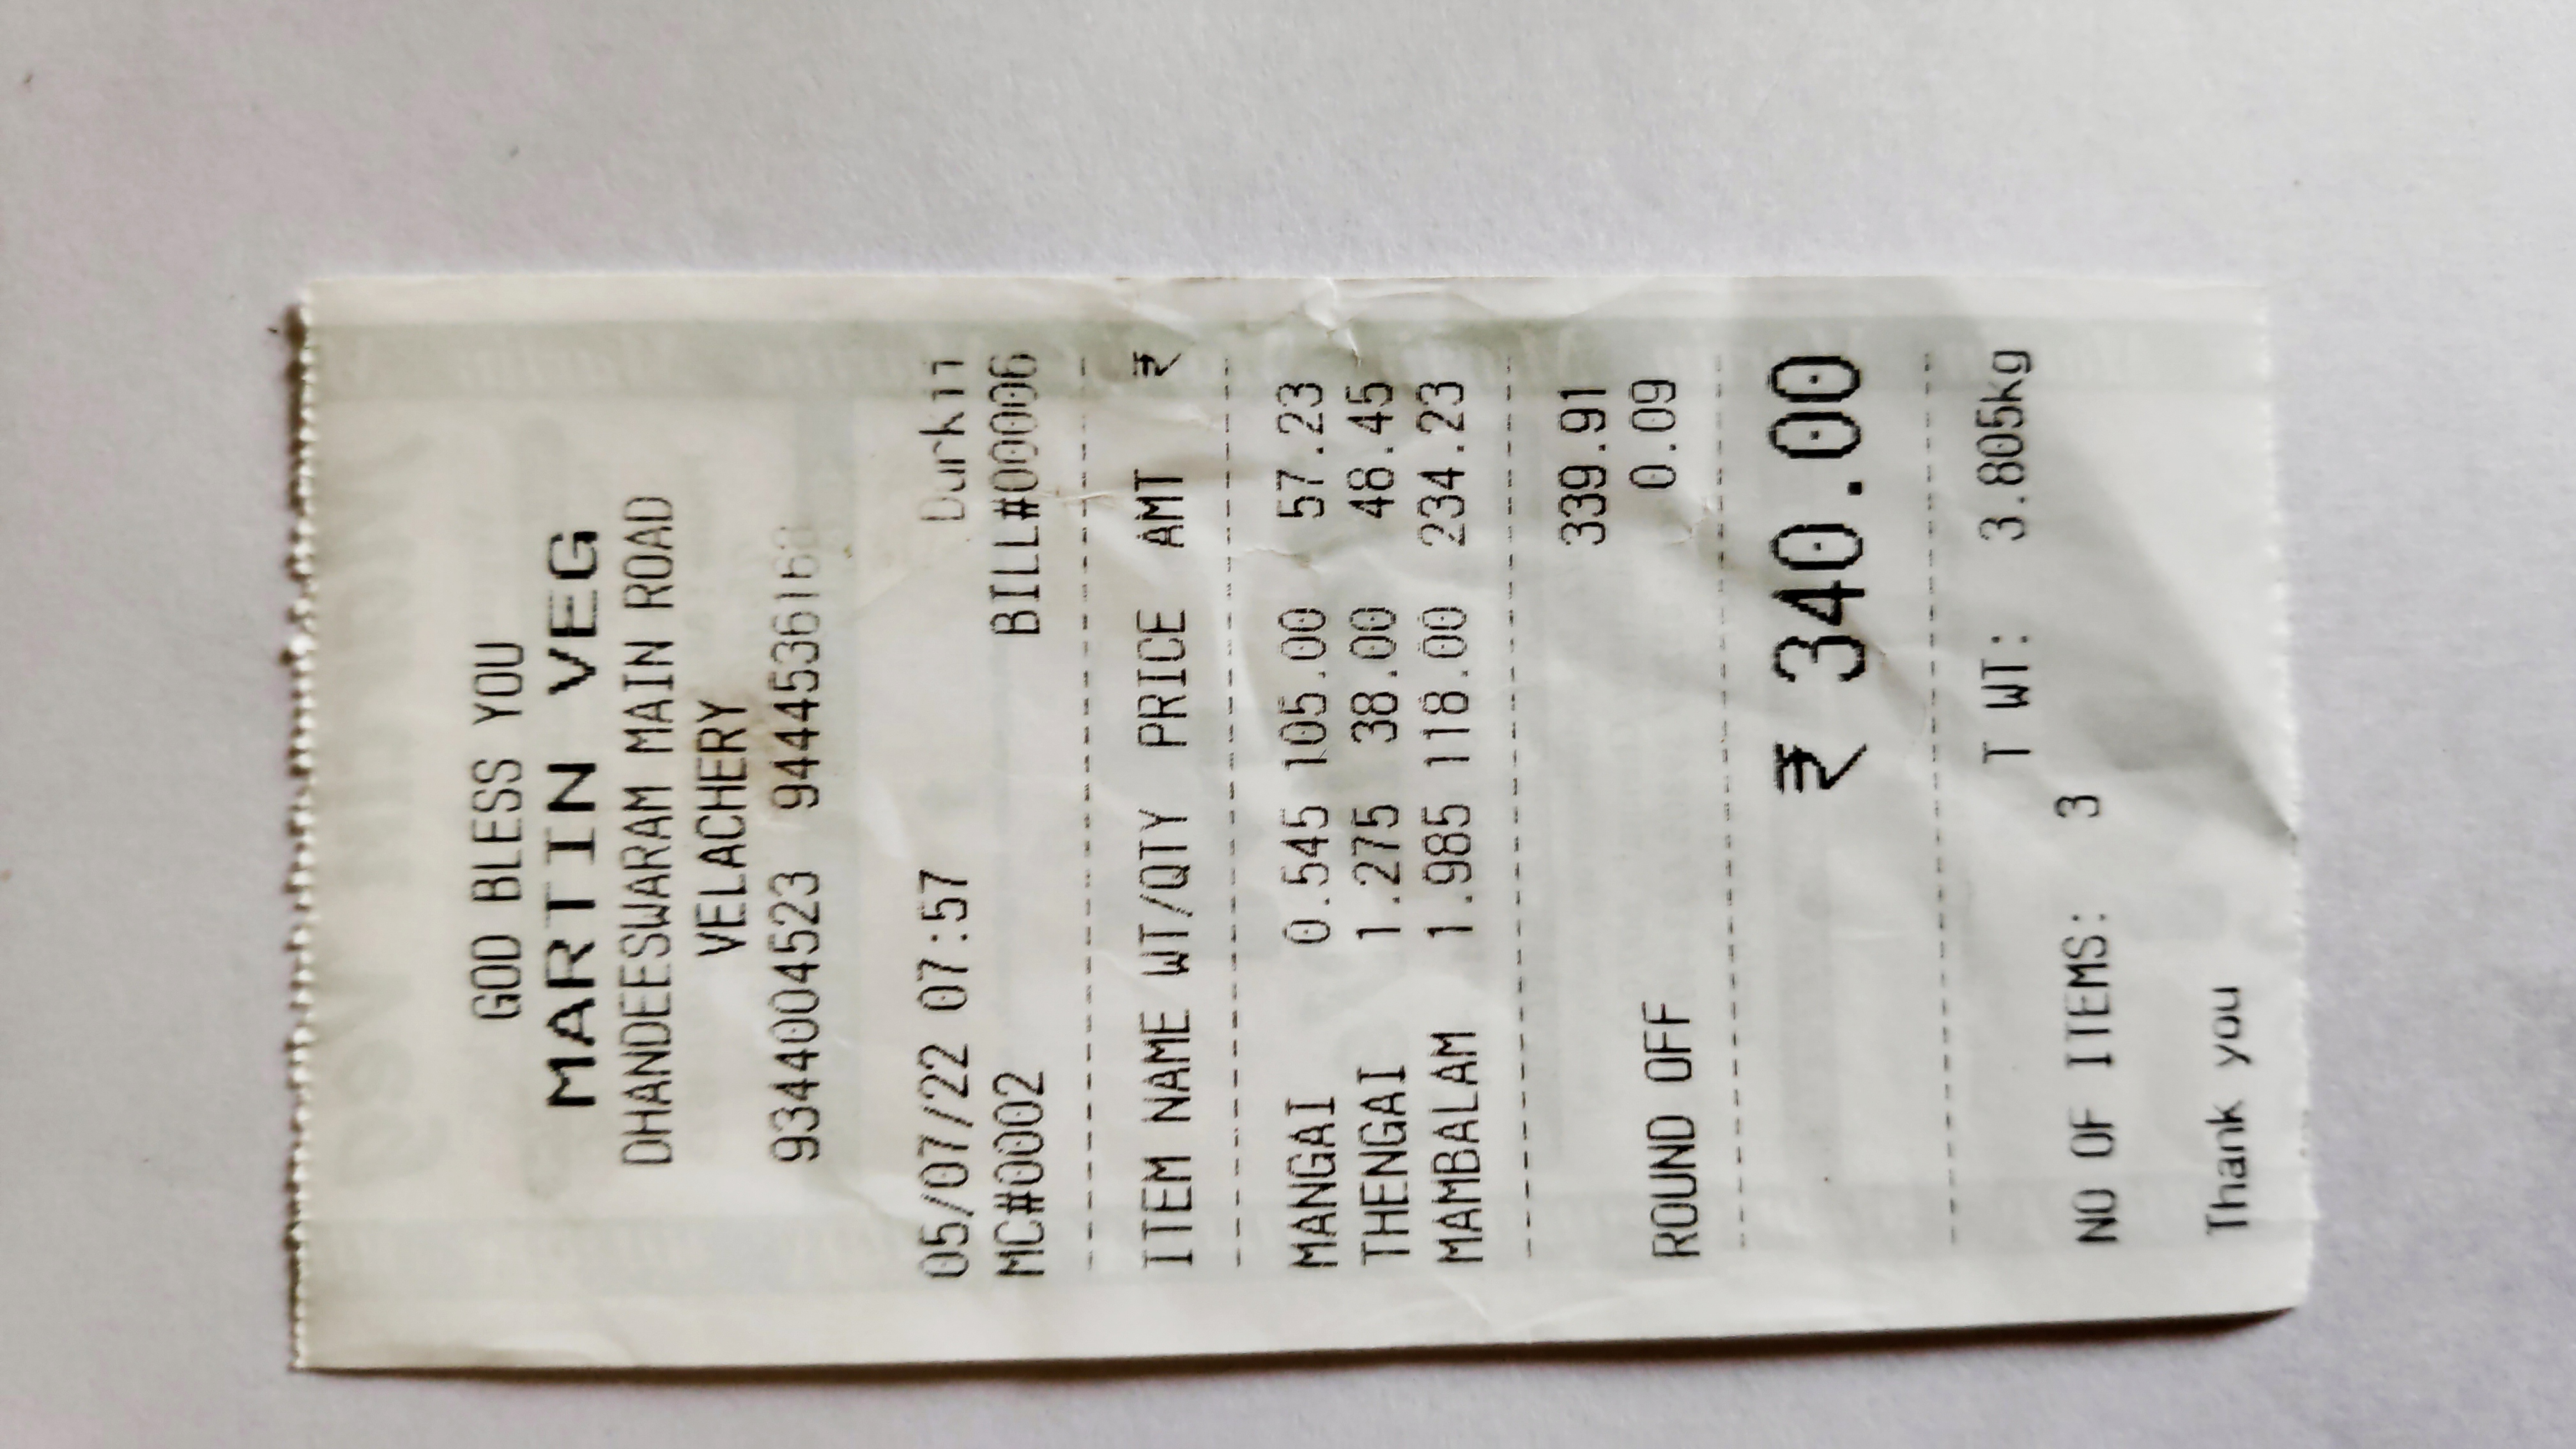 GOD BLESS YOU
MARTIN VEG
DHANDEESWARAM MAIN ROAD
VELACHERY
9344004523
05/07/22 07:57
MC#0002 BILL#00006
ITEM NAME WT/QTY PRICE AMT ₹
MANGAI 0.545 105.00 57.23
THENGAI 1.275 38.00 48.45
MAMBALAM 1.985 118.00 234.23
339.91
ROUND OFF 0.09
₹ 340.00
T WT: 3.805kg
NO OF ITEMS: 3
Thank you